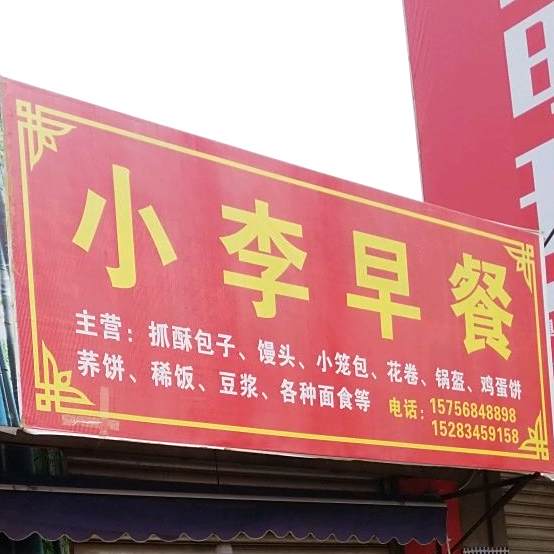 小李早餐
主营：抓酥包子、馒头、小笼包、花卷、锅盔、鸡蛋饼
荞饼、稀饭、豆浆、各种面食等
电话：15756848898
15283459158
明